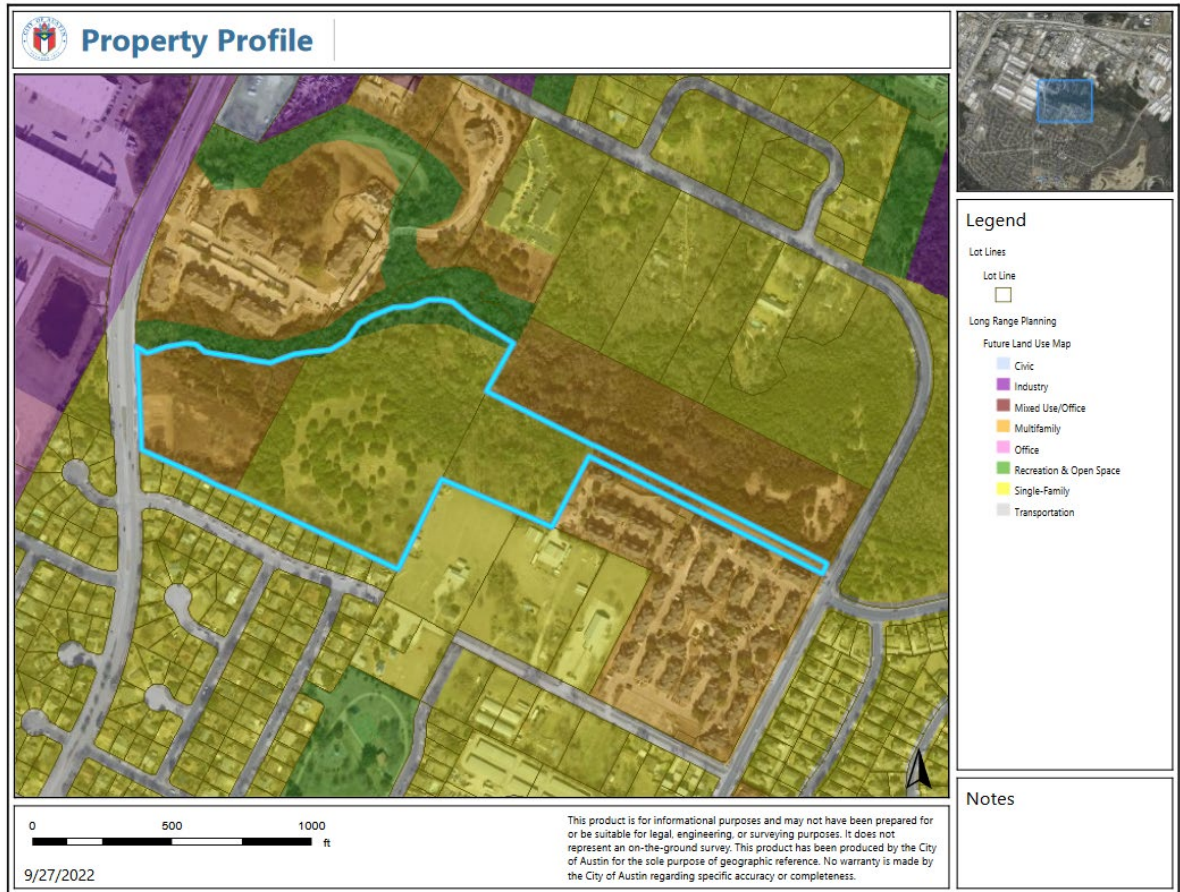 Property Profile
Legend
Lot Lines
Lot Line
Long Range Planning
Future Land Use Map
Civic
Industry
Mixed Use/Office
Multifamily
Office
Recreation & Open Space
Single-Family
Transportation
Notes
0 500 1000
ft
9/27/2022
This product is for informational purposes and may not have been prepared for
or be suitable for legal, engineering, or surveying purposes. It does not
represent an on-the-ground survey. This product has been produced by the City
of Austin for the sole purpose of geographic reference. No warranty is made by
the City of Austin regarding specific accuracy or completeness.